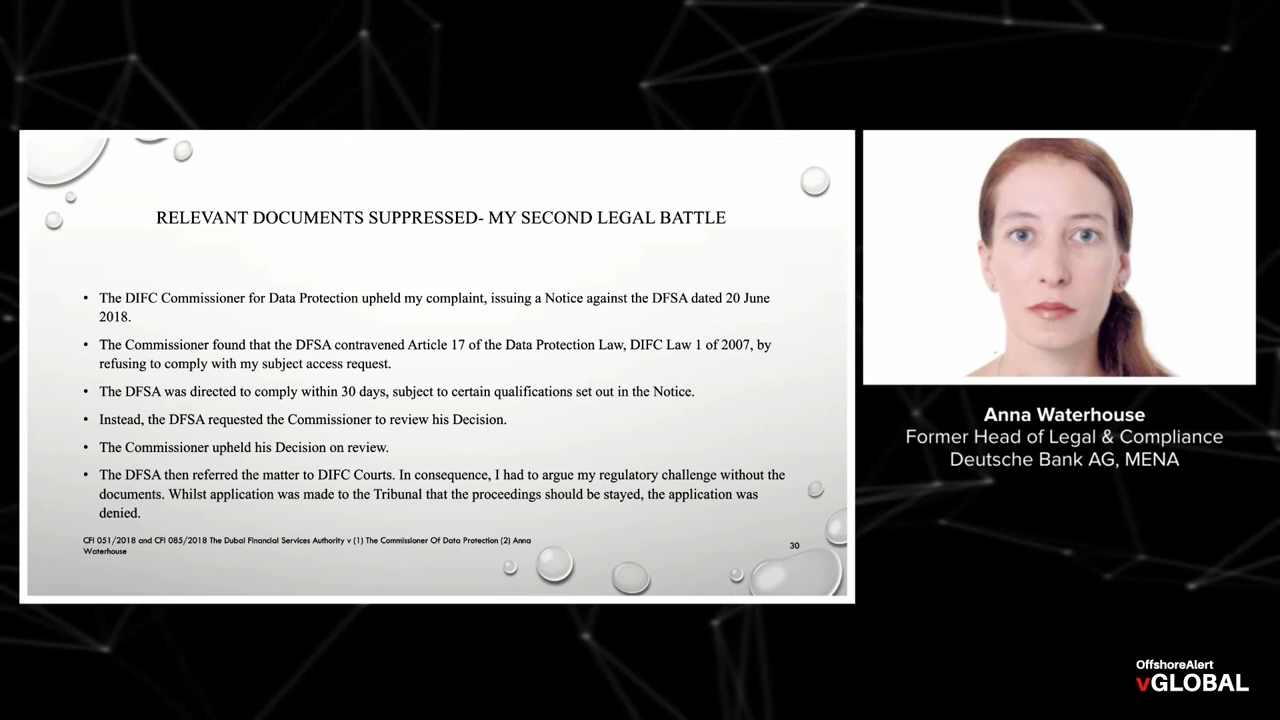 RELEVANT DOCUMENTS SUPPRESSED- MY SECOND LEGAL BATTLE
• The DIFC Commissioner for Data Protection upheld my complaint, issuing a Notice against the DFSA dated 20 June
2018.
• The Commissioner found that the DFSA contravened Article 17 of the Data Protection Law, DIFC Law 1 of 2007, by
refusing to comply with my subject access request.
• The DFSA was directed to comply within 30 days, subject to certain qualifications set out in the Notice.
• Instead, the DFSA requested the Commissioner to review his Decision.
• The Commissioner upheld his Decision on review.
• The DFSA then referred the matter to DIFC Courts. In consequence, I had to argue my regulatory challenge without the
documents. Whilst application was made to the Tribunal that the proceedings should be stayed, the application was
denied.
CFI 051/2018 and CFI 085/2018 The Dubai Financial Services Authority v (1) The Commissioner Of Data Protection (2) Anna
Waterhouse
30
Anna Waterhouse
Former Head of Legal & Compliance
Deutsche Bank AG, MENA
OffshoreAlert
vGLOBAL